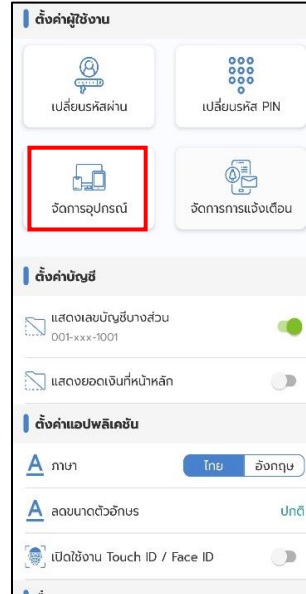 ตั้งค่าผู้ใช้งาน
เปลี่ยนรหัสผ่าน
เปลี่ยนรหัส PIN
จัดการอุปกรณ์
จัดการการแจ้งเตือน
ตั้งค่าบัญชี
แสดงเลขบัญชีบางส่วน
001-xxx-1001
แสดงยอดเงินที่หน้าหลัก
ตั้งค่าแอปพลิเคชัน
A ภาษา ไทย อังกฤษ
A ลดขนาดตัวอักษร ปกติ
เปิดใช้งาน Touch ID / Face ID